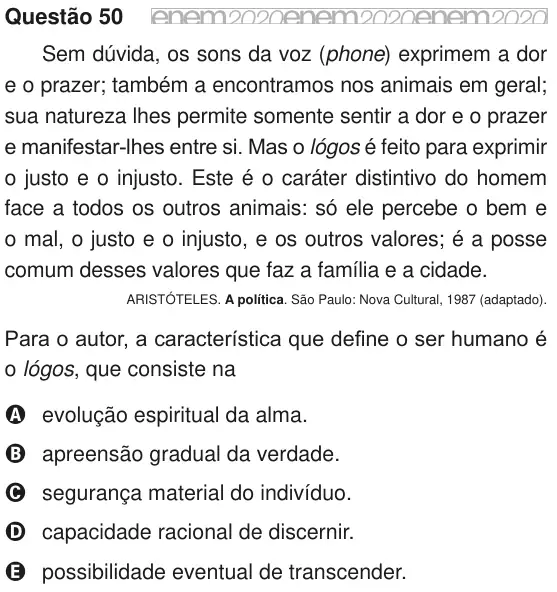 Questão 50 enem2020enem2020enem2020
Sem dúvida, os sons da voz (phone) exprimem a dor
e o prazer; também a encontramos nos animais em geral;
sua natureza lhes permite somente sentir a dor e o prazer
e manifestar-lhes entre si. Mas o lógos é feito para exprimir
o justo e o injusto. Este é o caráter distintivo do homem
face a todos os outros animais: só ele percebe o bem e
o mal, o justo e o injusto, e os outros valores; é a posse
comum desses valores que faz a família e a cidade.
ARISTÓTELES. A política. São Paulo: Nova Cultural, 1987 (adaptado).
Para o autor, a característica que define o ser humano é
o lógos, que consiste na
A evolução espiritual da alma.
B apreensão gradual da verdade.
C segurança material do indivíduo.
D capacidade racional de discernir.
E possibilidade eventual de transcender.